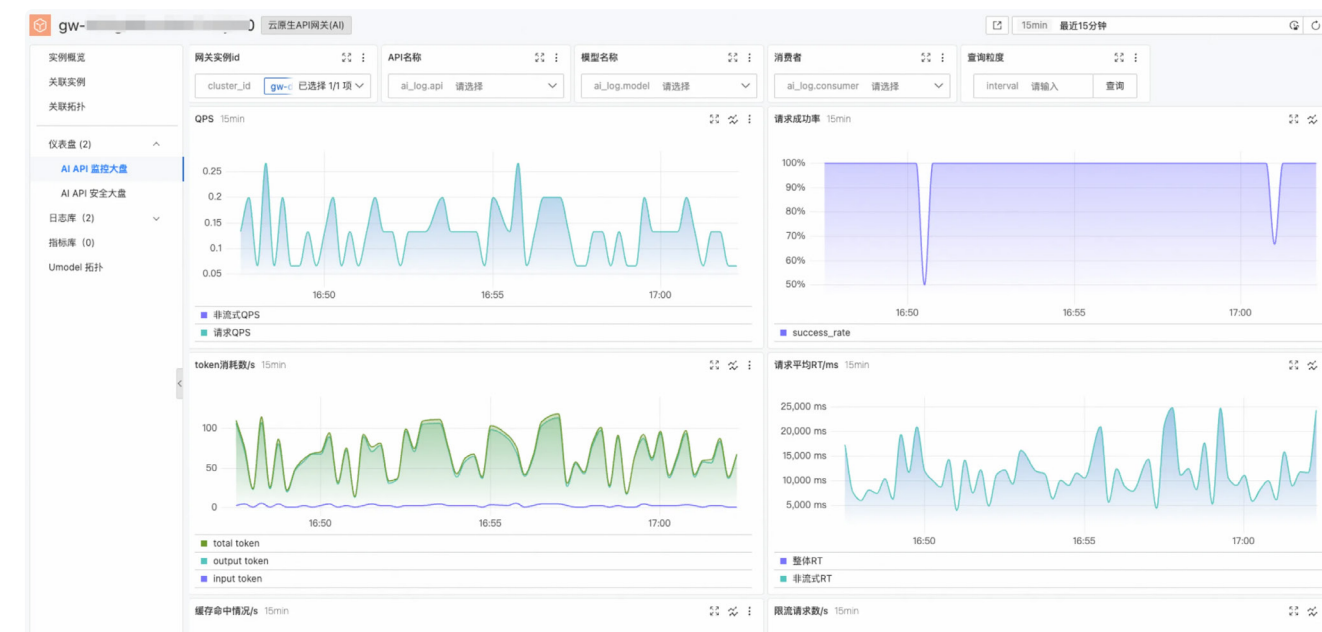 gw- 0 云原生API网关(AI) 15min 最近15分钟
实例概览
关联实例
关联拓扑
仪表盘 (2)
AI API 监控大盘
AI API 安全大盘
日志库 (2)
指标库 (0)
Umodel 拓扑
网关实例id
cluster_id gw-c 已选择 1/1 项
API名称
ai_log.api 请选择
模型名称
ai_log.model 请选择
消费者
ai_log.consumer 请选择
查询粒度
interval 请输入 查询
QPS 15min
0.25
0.2
0.15
0.1
0.05
16:50 16:55 17:00
非流式QPS
请求QPS
请求成功率 15min
100%
90%
80%
70%
60%
50%
16:50 16:55 17:00
success_rate
token消耗数/s 15min
100
50
0
16:50 16:55 17:00
total token
output token
input token
请求平均RT/ms 15min
25,000 ms
20,000 ms
15,000 ms
10,000 ms
5,000 ms
16:50 16:55 17:00
整体RT
非流式RT
缓存命中情况/s 15min
限流请求数/s 15min